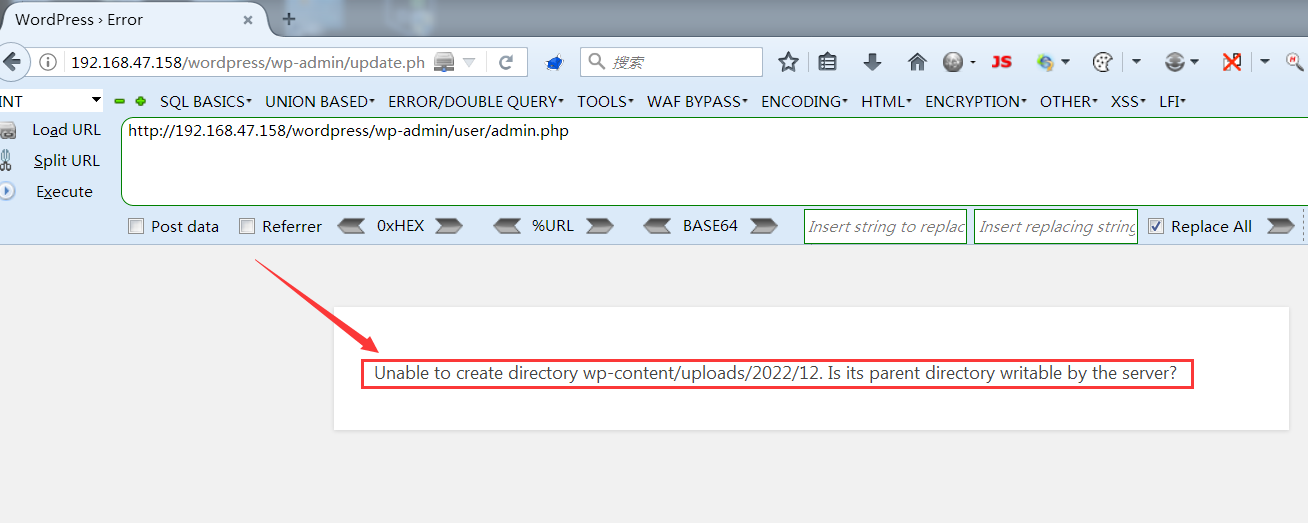 WordPress › Error
192.168.47.158/wordpress/wp-admin/update.ph
搜索
JS
INT
SQL BASICS
UNION BASED
ERROR/DOUBLE QUERY
TOOLS
WAF BYPASS
ENCODING
HTML
ENCRYPTION
OTHER
XSS
LFI
Load URL
http://192.168.47.158/wordpress/wp-admin/user/admin.php
Split URL
Execute
Post data
Referrer
0xHEX
%URL
BASE64
Insert string to replac
Insert replacing string
Replace All
Unable to create directory wp-content/uploads/2022/12. Is its parent directory writable by the server?